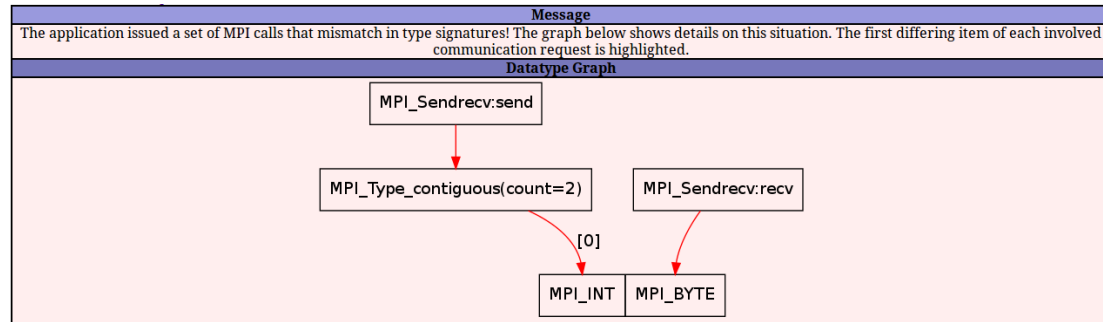 Message
The application issued a set of MPI calls that mismatch in type signatures! The graph below shows details on this situation. The first differing item of each involved
communication request is highlighted.
Datatype Graph
MPI_Sendrecv:send
MPI_Type_contiguous(count=2)
MPI_Sendrecv:recv
[0]
MPI_INT
MPI_BYTE